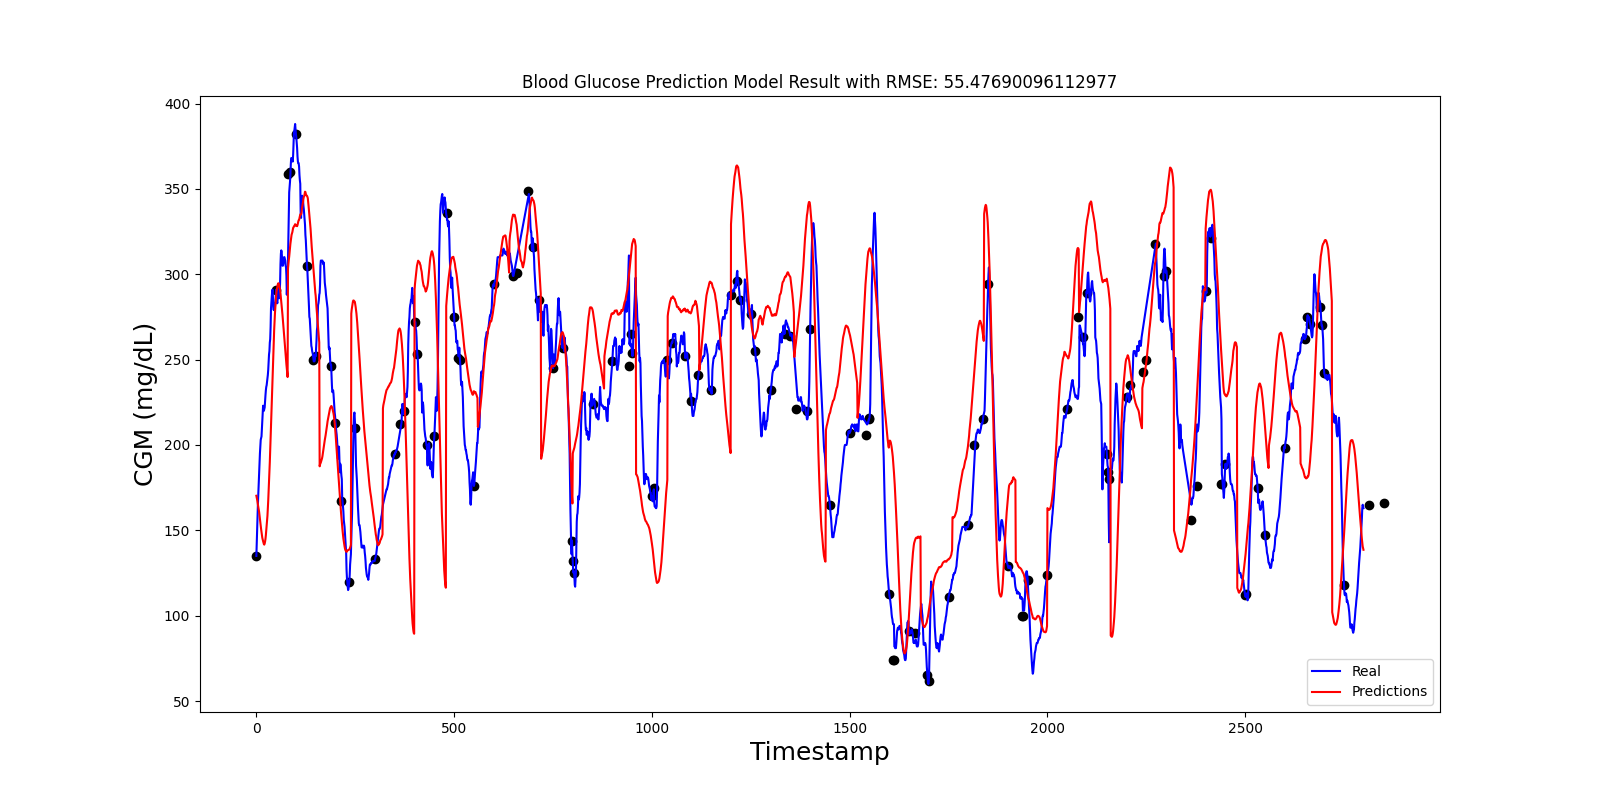 Blood Glucose Prediction Model Result with RMSE: 55.47690096112977
CGM (mg/dL)
400
350
300
250
200
150
100
50
0 500 1000 1500 2000 2500
Timestamp
Real
Predictions